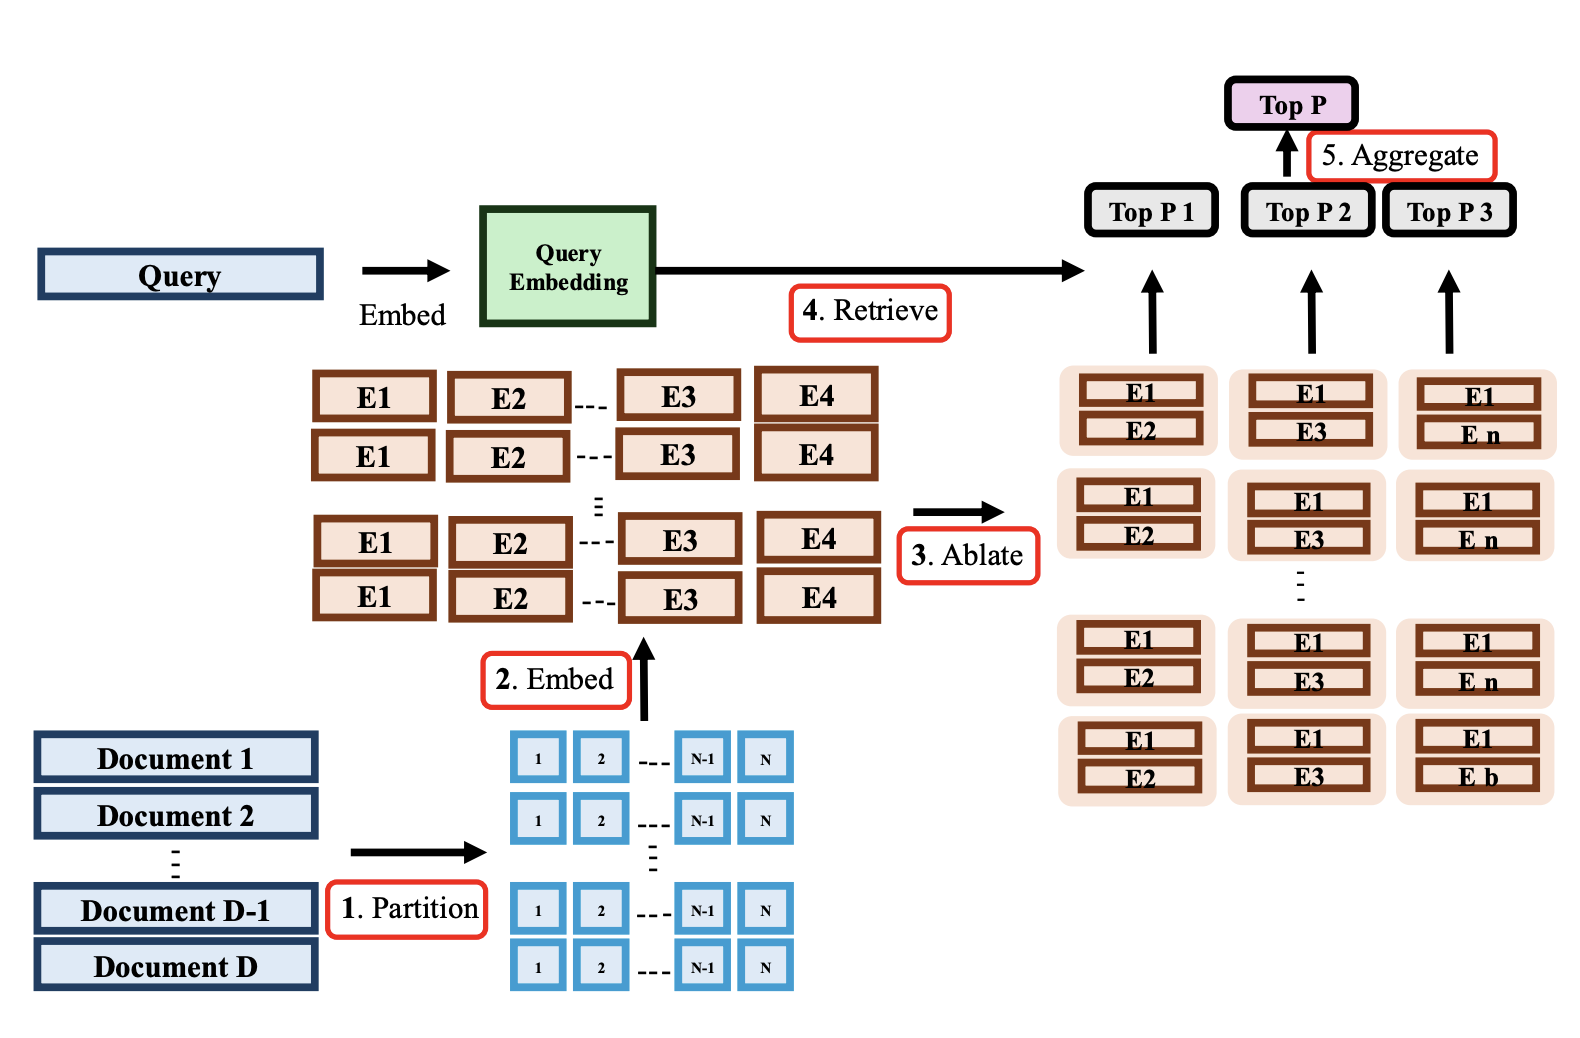 Top P
5. Aggregate
Top P 1
Top P 2
Top P 3
Query
Embed
Query
Embedding
4. Retrieve
E1 E2 E3 E4
E1 E2 E3 E4
E1 E2 E3 E4
E1 E2 E3 E4
3. Ablate
E1
E2
E1
E3
E1
E n
E1
E2
E1
E3
E1
E n
E1
E2
E1
E3
E1
E n
E1
E2
E1
E3
E1
E b
2. Embed
Document 1
Document 2
Document D-1
Document D
1. Partition
1 2 N-1 N
1 2 N-1 N
1 2 N-1 N
1 2 N-1 N